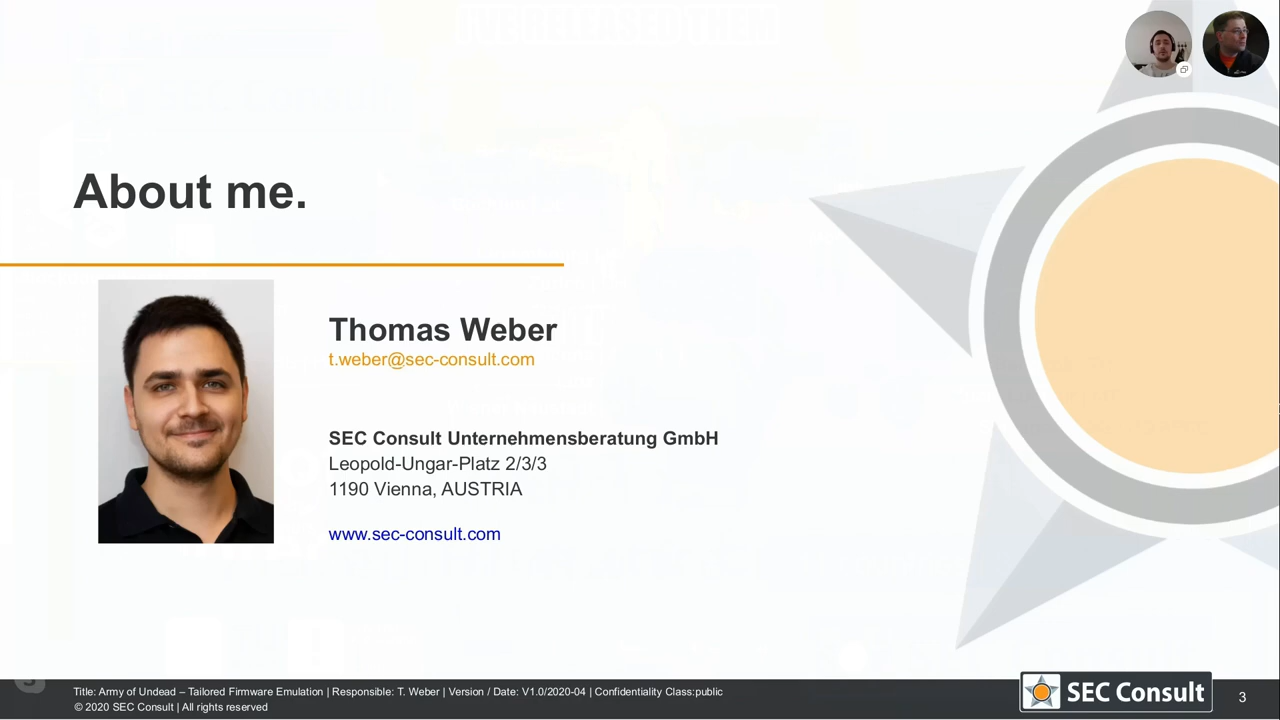 About me.
Thomas Weber
t.weber@sec-consult.com
SEC Consult Unternehmensberatung GmbH
Leopold-Ungar-Platz 2/3/3
1190 Vienna, AUSTRIA
www.sec-consult.com
Title: Army of Undead – Tailored Firmware Emulation | Responsible: T. Weber | Version / Date: V1.0/2020-04 | Confidentiality Class:public
© 2020 SEC Consult | All rights reserved
SEC Consult
3